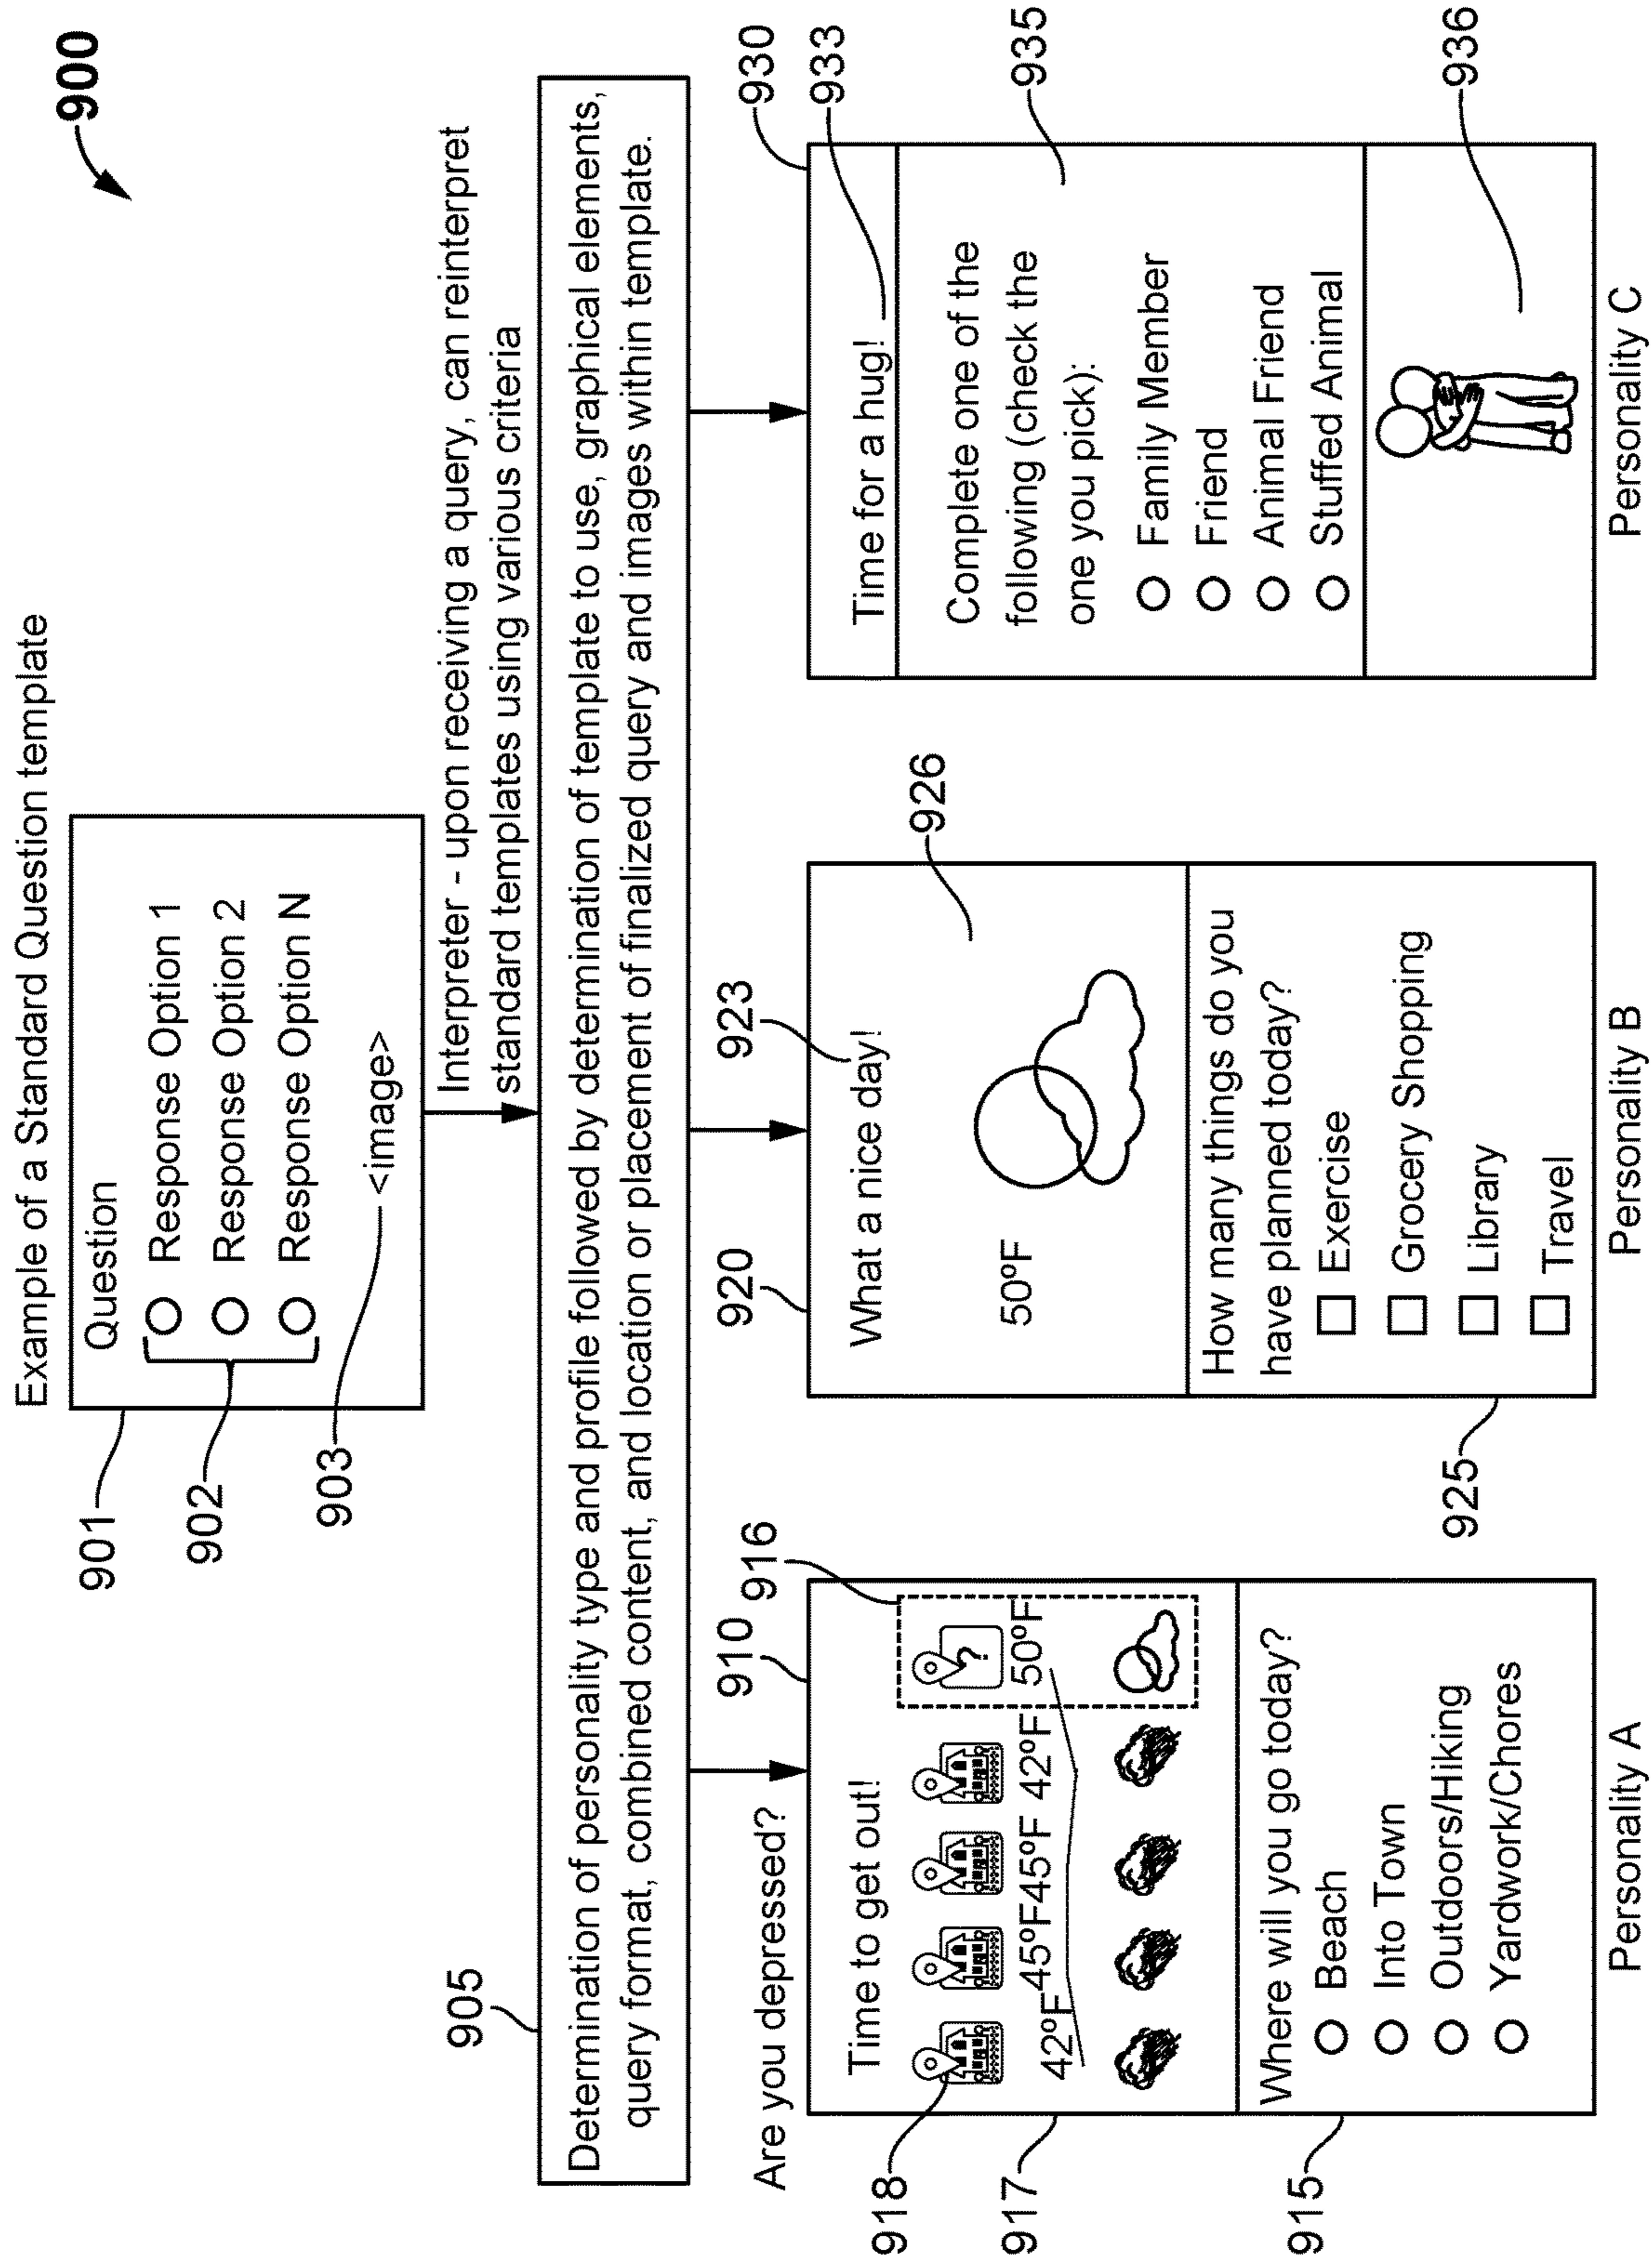 900
Example of a Standard Question template
901
Question
902
Response Option 1
Response Option 2
Response Option N
903
<image>
Interpreter - upon receiving a query, can reinterpret
standard templates using various criteria
905
Determination of personality type and profile followed by determination of template to use, graphical elements,
query format, combined content, and location or placement of finalized query and images within template.
Are you depressed?
910
916
Time to get out!
918
?
42ºF 45ºF 45ºF 42ºF 50ºF
917
915
Where will you go today?
Beach
Into Town
Outdoors/Hiking
Yardwork/Chores
Personality A
920
923
What a nice day!
926
50ºF
925
How many things do you
have planned today?
Exercise
Grocery Shopping
Library
Travel
Personality B
930
933
Time for a hug!
935
Complete one of the
following (check the
one you pick):
Family Member
Friend
Animal Friend
Stuffed Animal
936
Personality C